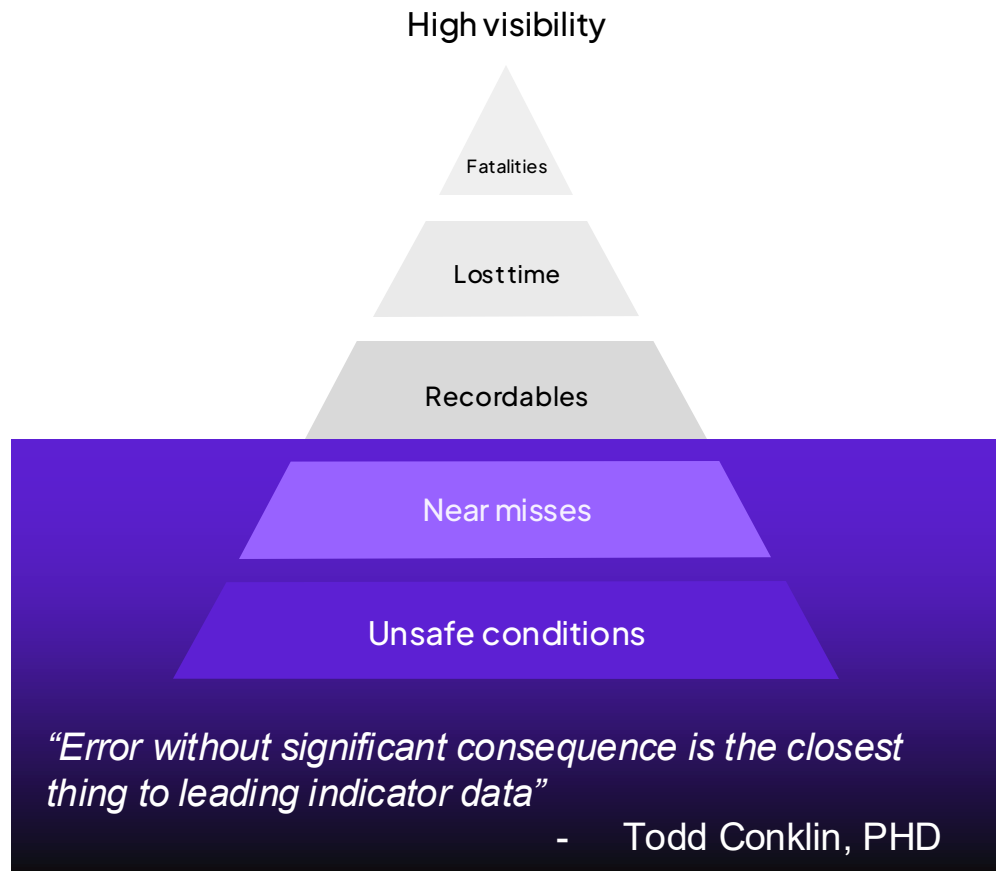 High visibility
Fatalities
Lost time
Recordables
Near misses
Unsafe conditions
“Error without significant consequence is the closest
thing to leading indicator data”
- Todd Conklin, PHD